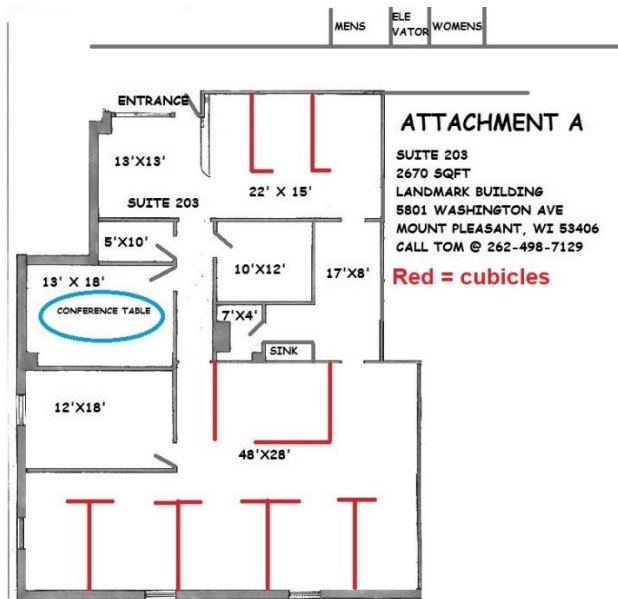 MENS
ELE
VATOR
WOMENS
ENTRANCE
13'X13'
SUITE 203
22' X 15'
ATTACHMENT A
SUITE 203
2670 SQFT
LANDMARK BUILDING
5801 WASHINGTON AVE
MOUNT PLEASANT, WI 53406
CALL TOM @ 262-498-7129
Red = cubicles
5'X10'
10'X12'
17'X8'
13' X 18'
CONFERENCE TABLE
7'X4'
SINK
12'X18'
48'X28'